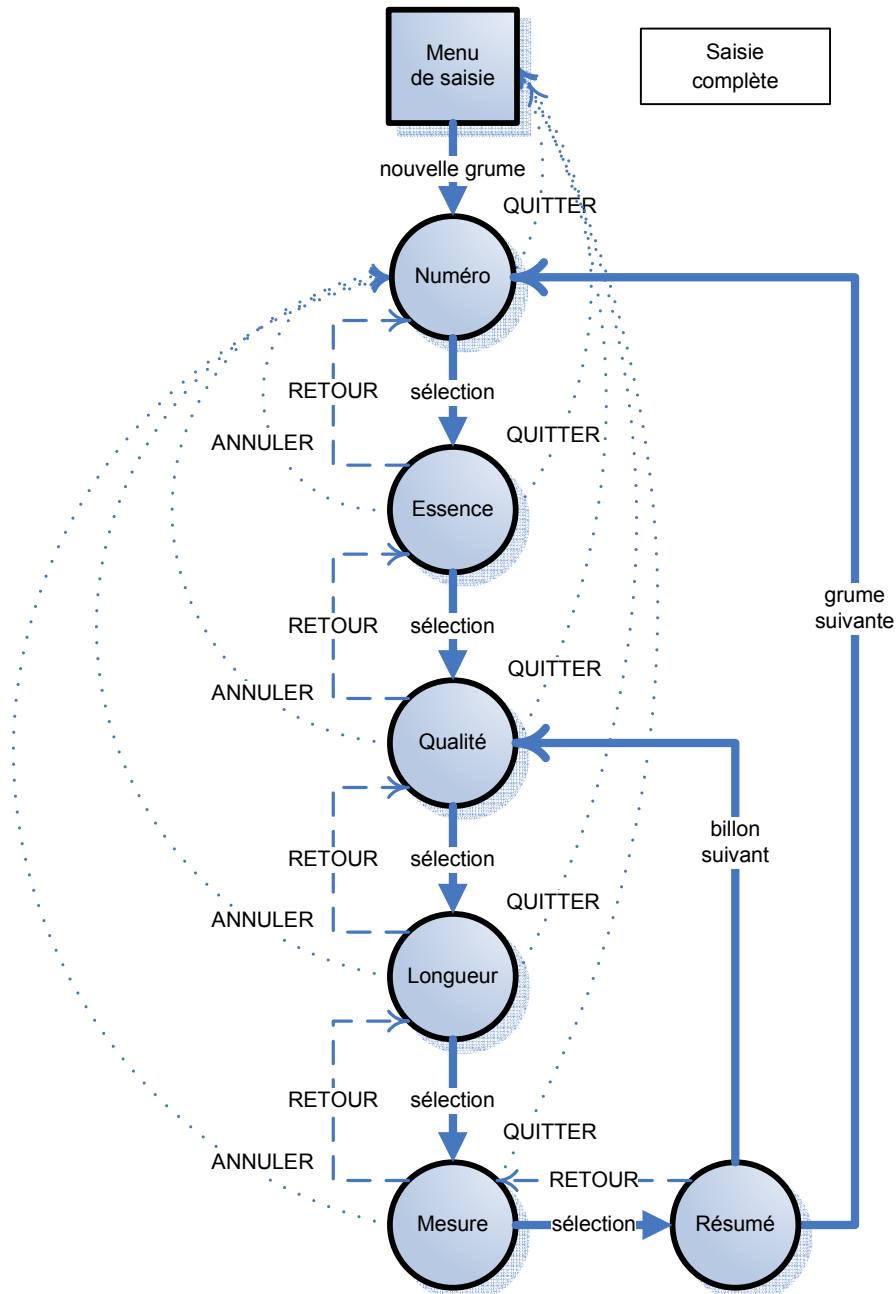 Menu
de saisie
Saisie
complète
nouvelle grume
QUITTER
Numéro
RETOUR
sélection
ANNULER
QUITTER
Essence
RETOUR
sélection
grume
suivante
ANNULER
QUITTER
Qualité
billon
suivant
RETOUR
sélection
ANNULER
QUITTER
Longueur
RETOUR
sélection
ANNULER
QUITTER
RETOUR
Mesure
sélection
Résumé